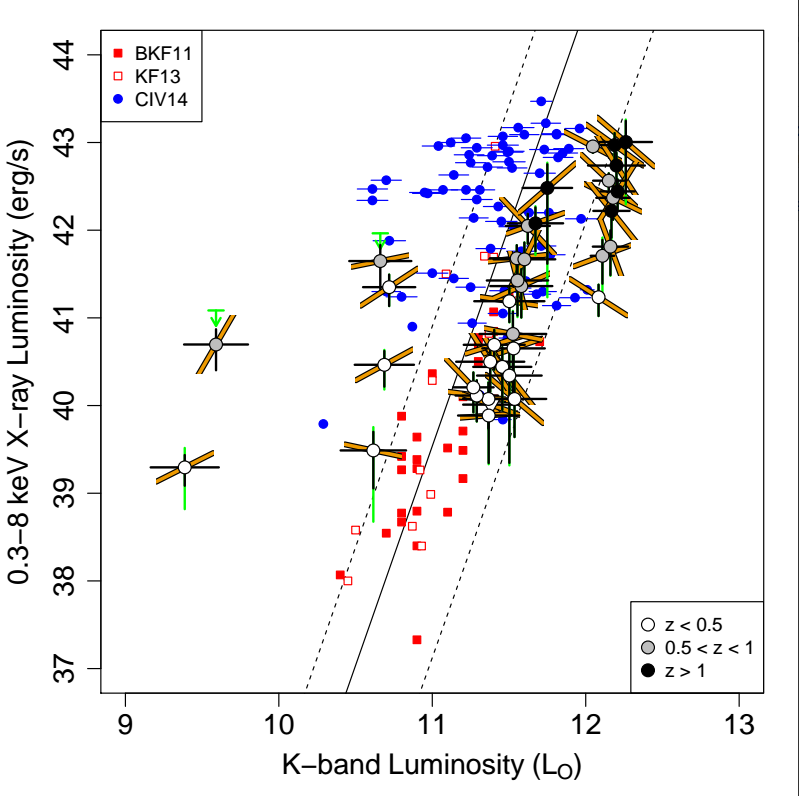 BKF11
KF13
CIV14
44
43
42
41
40
39
38
37
0.3−8 keV X−ray Luminosity (erg/s)
z < 0.5
0.5 < z < 1
z > 1
9 10 11 12 13
K−band Luminosity (LO)